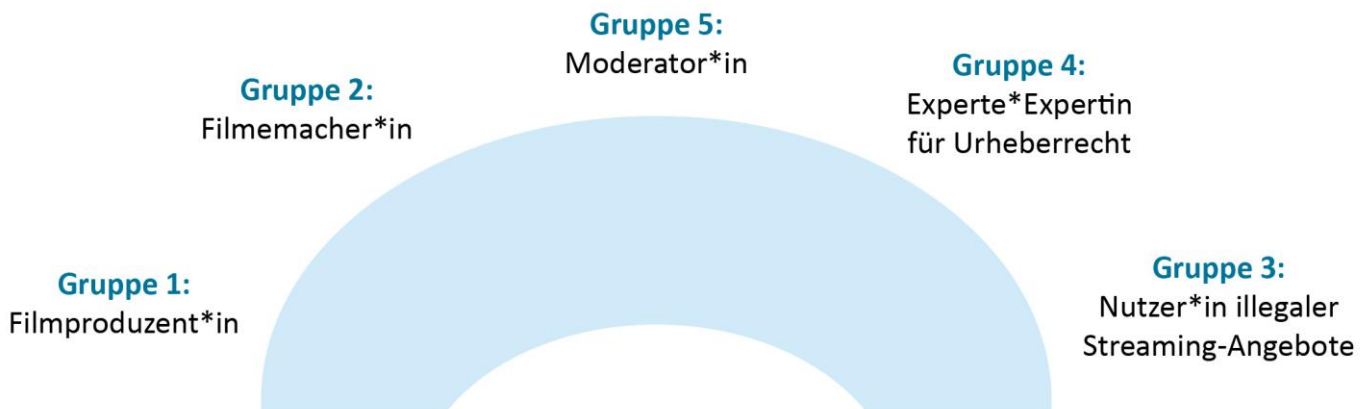 Gruppe 5:
Moderator*in
Gruppe 2:
Filmemacher*in
Gruppe 4:
Experte*Expertin
für Urheberrecht
Gruppe 1:
Filmproduzent*in
Gruppe 3:
Nutzer*in illegaler
Streaming-Angebote